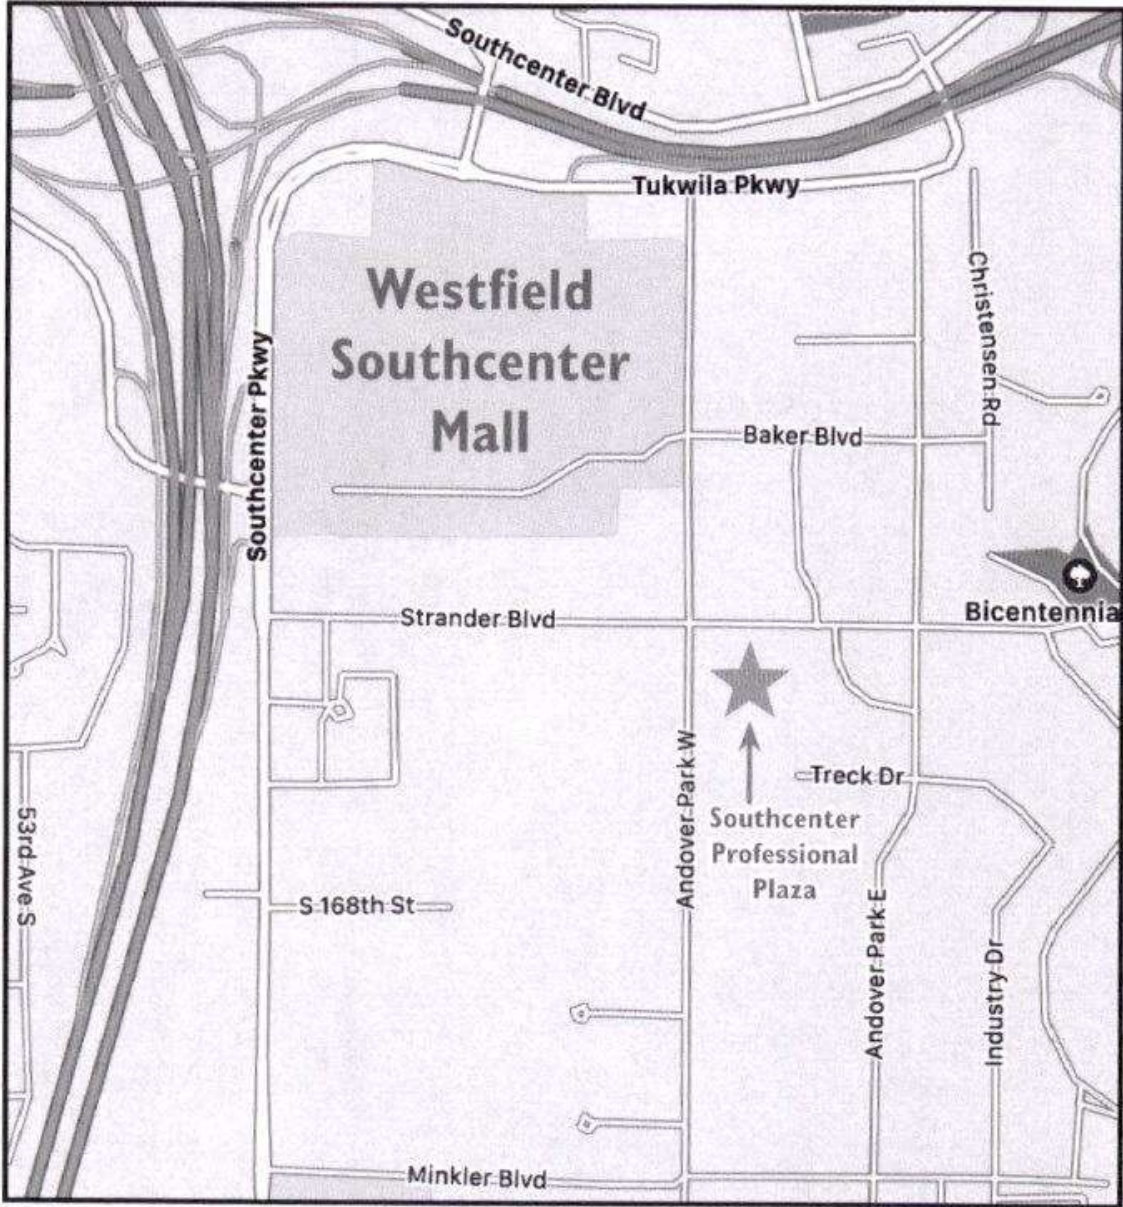 Southcenter Blvd
Tukwila Pkwy
Westfield
Southcenter
Mall
Christensen Rd
Southcenter Pkwy
Baker Blvd
Strander Blvd
Bicentennia
Andover Park W
Treck Dr
Southcenter
Professional
Plaza
53rd Ave S
S 168th St
Andover Park E
Industry Dr
Minkler Blvd